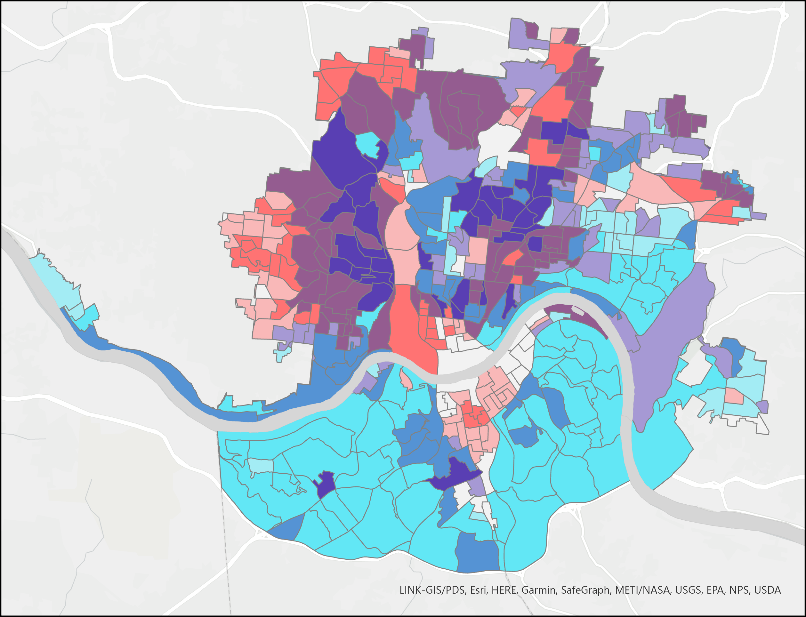 LINK-GIS/PDS, Esri, HERE, Garmin, SafeGraph, METI/NASA, USGS, EPA, NPS, USDA